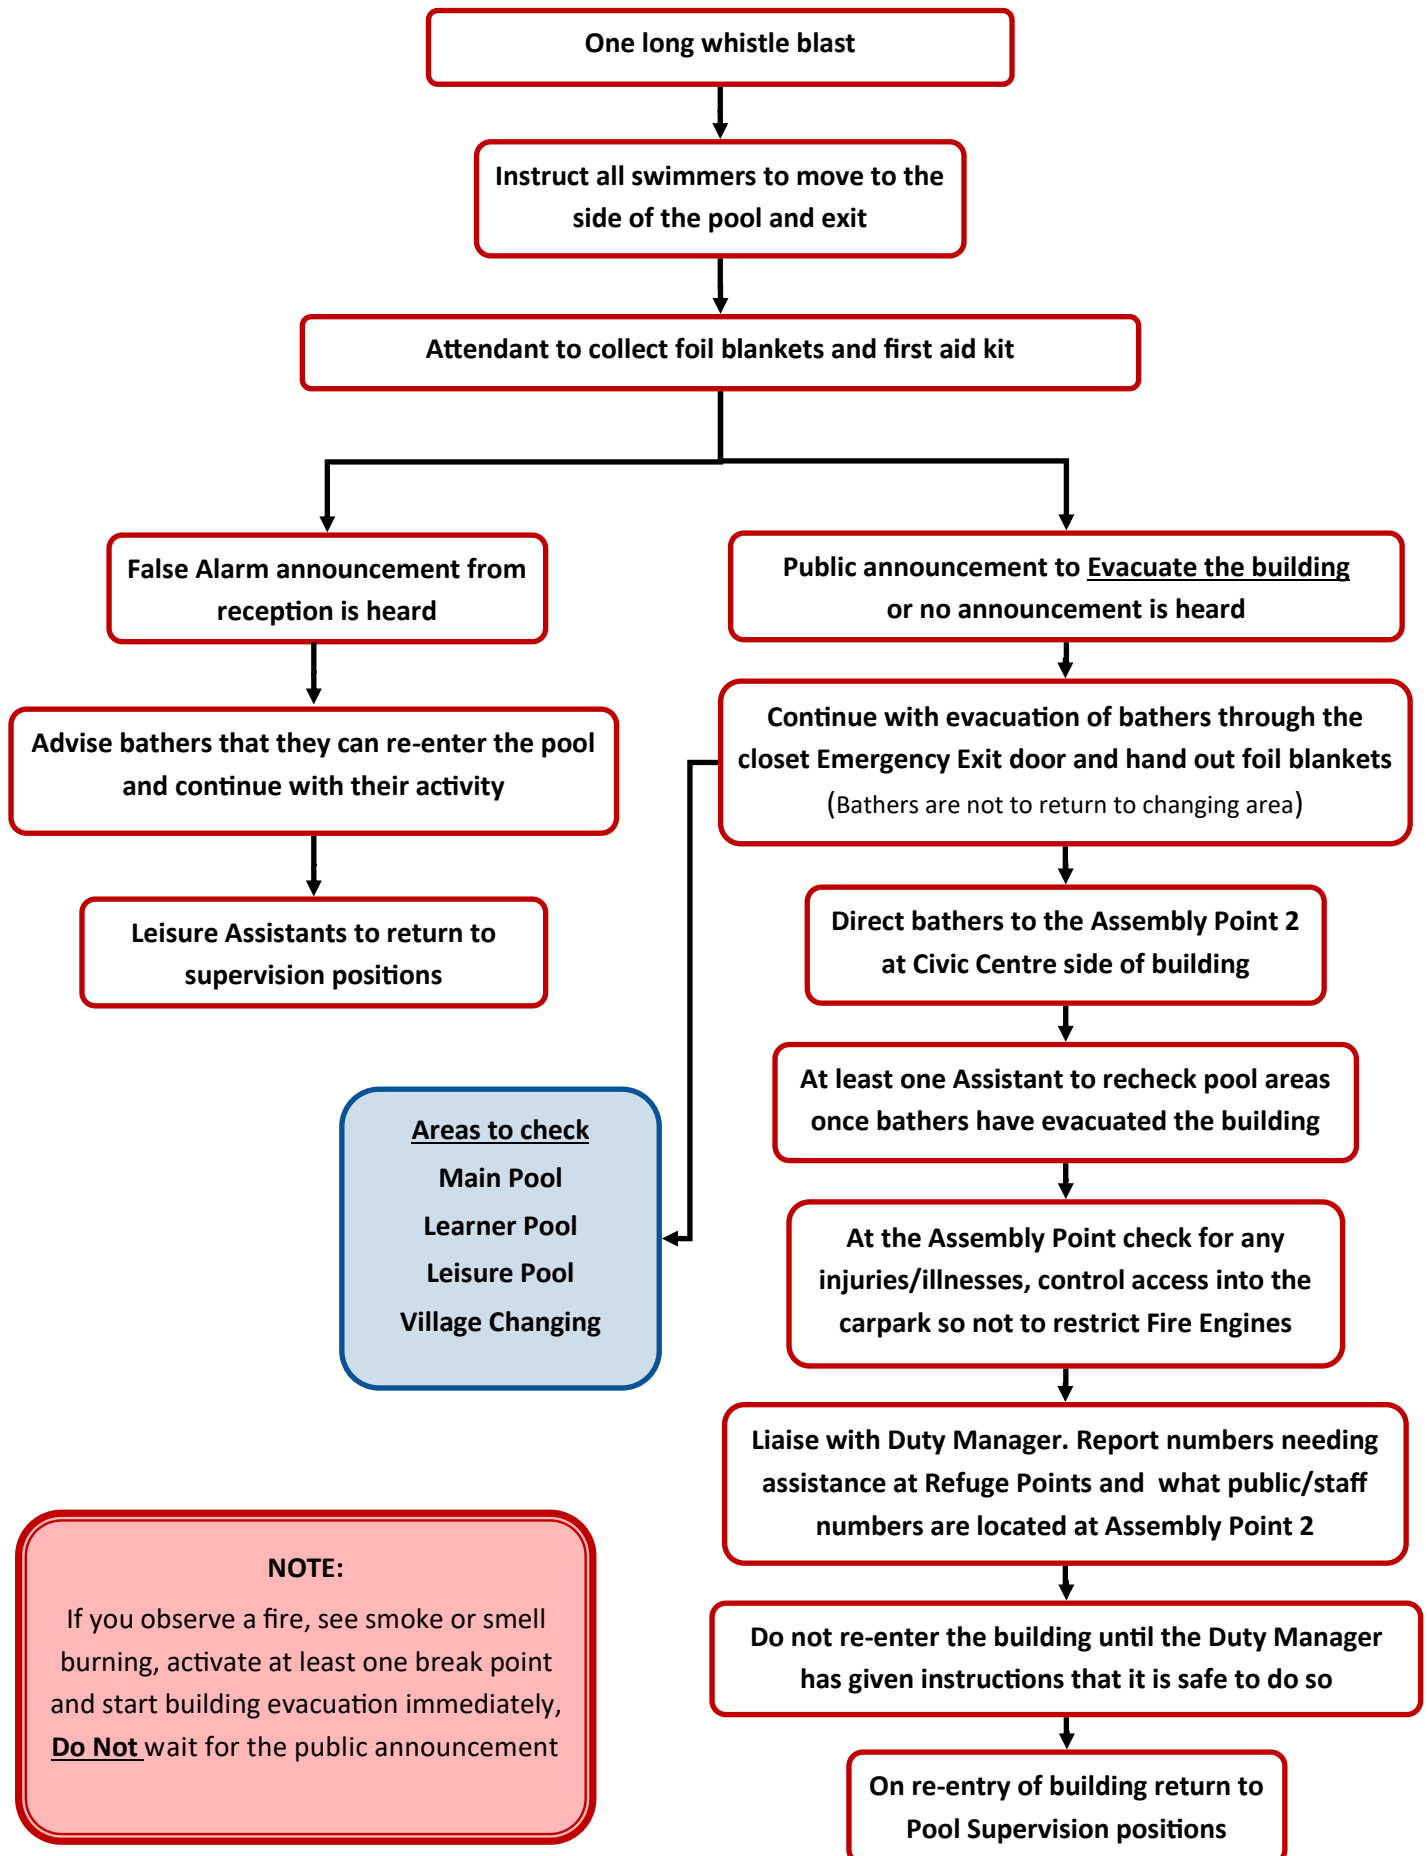 One long whistle blast
Instruct all swimmers to move to the
side of the pool and exit
Attendant to collect foil blankets and first aid kit
False Alarm announcement from
reception is heard
Advise bathers that they can re-enter the pool
and continue with their activity
Leisure Assistants to return to
supervision positions
Public announcement to Evacuate the building
or no announcement is heard
Continue with evacuation of bathers through the
closet Emergency Exit door and hand out foil blankets
(Bathers are not to return to changing area)
Areas to check
Main Pool
Learner Pool
Leisure Pool
Village Changing
Direct bathers to the Assembly Point 2
at Civic Centre side of building
At least one Assistant to recheck pool areas
once bathers have evacuated the building
At the Assembly Point check for any
injuries/illnesses, control access into the
carpark so not to restrict Fire Engines
Liaise with Duty Manager. Report numbers needing
assistance at Refuge Points and what public/staff
numbers are located at Assembly Point 2
Do not re-enter the building until the Duty Manager
has given instructions that it is safe to do so
On re-entry of building return to
Pool Supervision positions
NOTE:
If you observe a fire, see smoke or smell
burning, activate at least one break point
and start building evacuation immediately,
Do Not wait for the public announcement